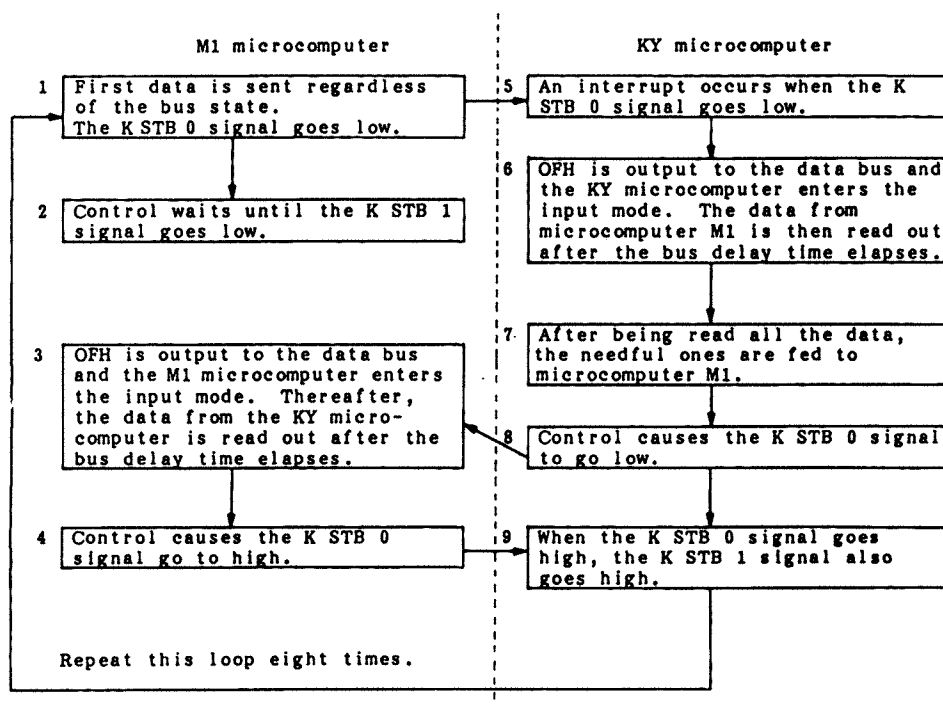 M1 microcomputer
KY microcomputer
1
First data is sent regardless
of the bus state.
The K STB 0 signal goes low.
2
Control waits until the K STB 1
signal goes low.
3
OFH is output to the data bus
and the M1 microcomputer enters
the input mode. Thereafter,
the data from the KY micro-
computer is read out after the
bus delay time elapses.
4
Control causes the K STB 0
signal go to high.
5
An interrupt occurs when the K
STB 0 signal goes low.
6
OFH is output to the data bus and
the KY microcomputer enters the
input mode. The data from
microcomputer M1 is then read out
after the bus delay time elapses.
7
After being read all the data,
the needful ones are fed to
microcomputer M1.
8
Control causes the K STB 0 signal
to go low.
9
When the K STB 0 signal goes
high, the K STB 1 signal also
goes high.
Repeat this loop eight times.